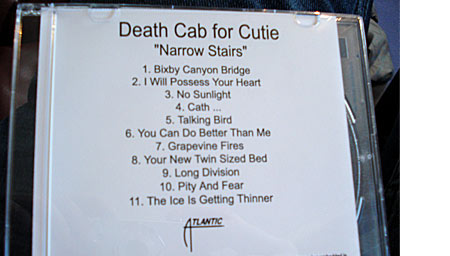 Death Cab for Cutie
"Narrow Stairs"
1. Bixby Canyon Bridge
2. I Will Possess Your Heart
3. No Sunlight
4. Cath ...
5. Talking Bird
6. You Can Do Better Than Me
7. Grapevine Fires
8. Your New Twin Sized Bed
9. Long Division
10. Pity And Fear
11. The Ice Is Getting Thinner
ATLANTIC